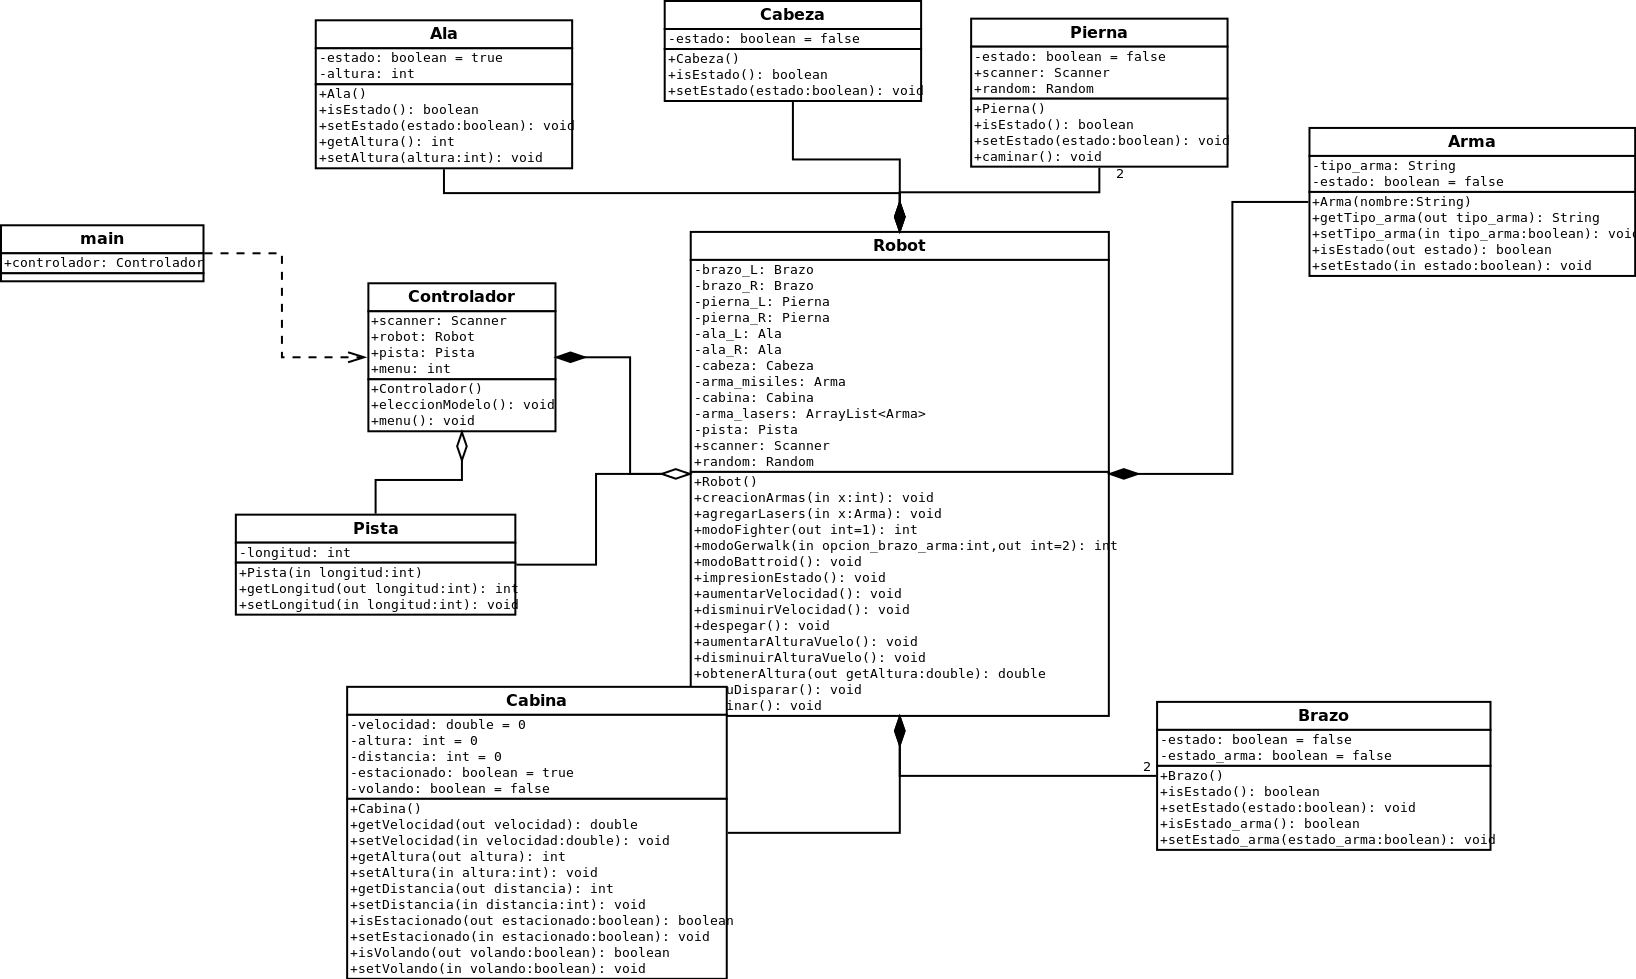 Ala
-estado: boolean = true
-altura: int
+Ala()
+isEstado(): boolean
+setEstado(estado:boolean): void
+getAltura(): int
+setAltura(altura:int): void
Cabeza
-estado: boolean = false
+Cabeza()
+isEstado(): boolean
+setEstado(estado:boolean): void
Pierna
-estado: boolean = false
+scanner: Scanner
+random: Random
+Pierna()
+isEstado(): boolean
+setEstado(estado:boolean): void
+caminar(): void
2
Arma
-tipo_arma: String
-estado: boolean = false
+Arma(nombre:String)
+getTipo_arma(out tipo_arma): String
+setTipo_arma(in tipo_arma:boolean): void
+isEstado(out estado): boolean
+setEstado(in estado:boolean): void
main
+controlador: Controlador
Controlador
+scanner: Scanner
+robot: Robot
+pista: Pista
+menu: int
+Controlador()
+eleccionModelo(): void
+menu(): void
Robot
-brazo_L: Brazo
-brazo_R: Brazo
-pierna_L: Pierna
-pierna_R: Pierna
-ala_L: Ala
-ala_R: Ala
-cabeza: Cabeza
-arma_misiles: Arma
-cabina: Cabina
-arma_lasers: ArrayList<Arma>
-pista: Pista
+scanner: Scanner
+random: Random
+Robot()
+creacionArmas(in x:int): void
+agregarLasers(in x:Arma): void
+modoFighter(out int=1): int
+modoGerwalk(in opcion_brazo_arma:int,out int=2): int
+modoBattroid(): void
+impresionEstado(): void
+aumentarVelocidad(): void
+disminuirVelocidad(): void
+despegar(): void
+aumentarAlturaVuelo(): void
+disminuirAlturaVuelo(): void
+obtenerAltura(out getAltura:double): double
uDisparar(): void
inar(): void
Pista
-longitud: int
+Pista(in longitud:int)
+getLongitud(out longitud:int): int
+setLongitud(in longitud:int): void
Cabina
-velocidad: double = 0
-altura: int = 0
-distancia: int = 0
-estacionado: boolean = true
-volando: boolean = false
+Cabina()
+getVelocidad(out velocidad): double
+setVelocidad(in velocidad:double): void
+getAltura(out altura): int
+setAltura(in altura:int): void
+getDistancia(out distancia): int
+setDistancia(in distancia:int): void
+isEstacionado(out estacionado:boolean): boolean
+setEstacionado(in estacionado:boolean): void
+isVolando(out volando:boolean): boolean
+setVolando(in volando:boolean): void
2
Brazo
-estado: boolean = false
-estado_arma: boolean = false
+Brazo()
+isEstado(): boolean
+setEstado(estado:boolean): void
+isEstado_arma(): boolean
+setEstado_arma(estado_arma:boolean): void